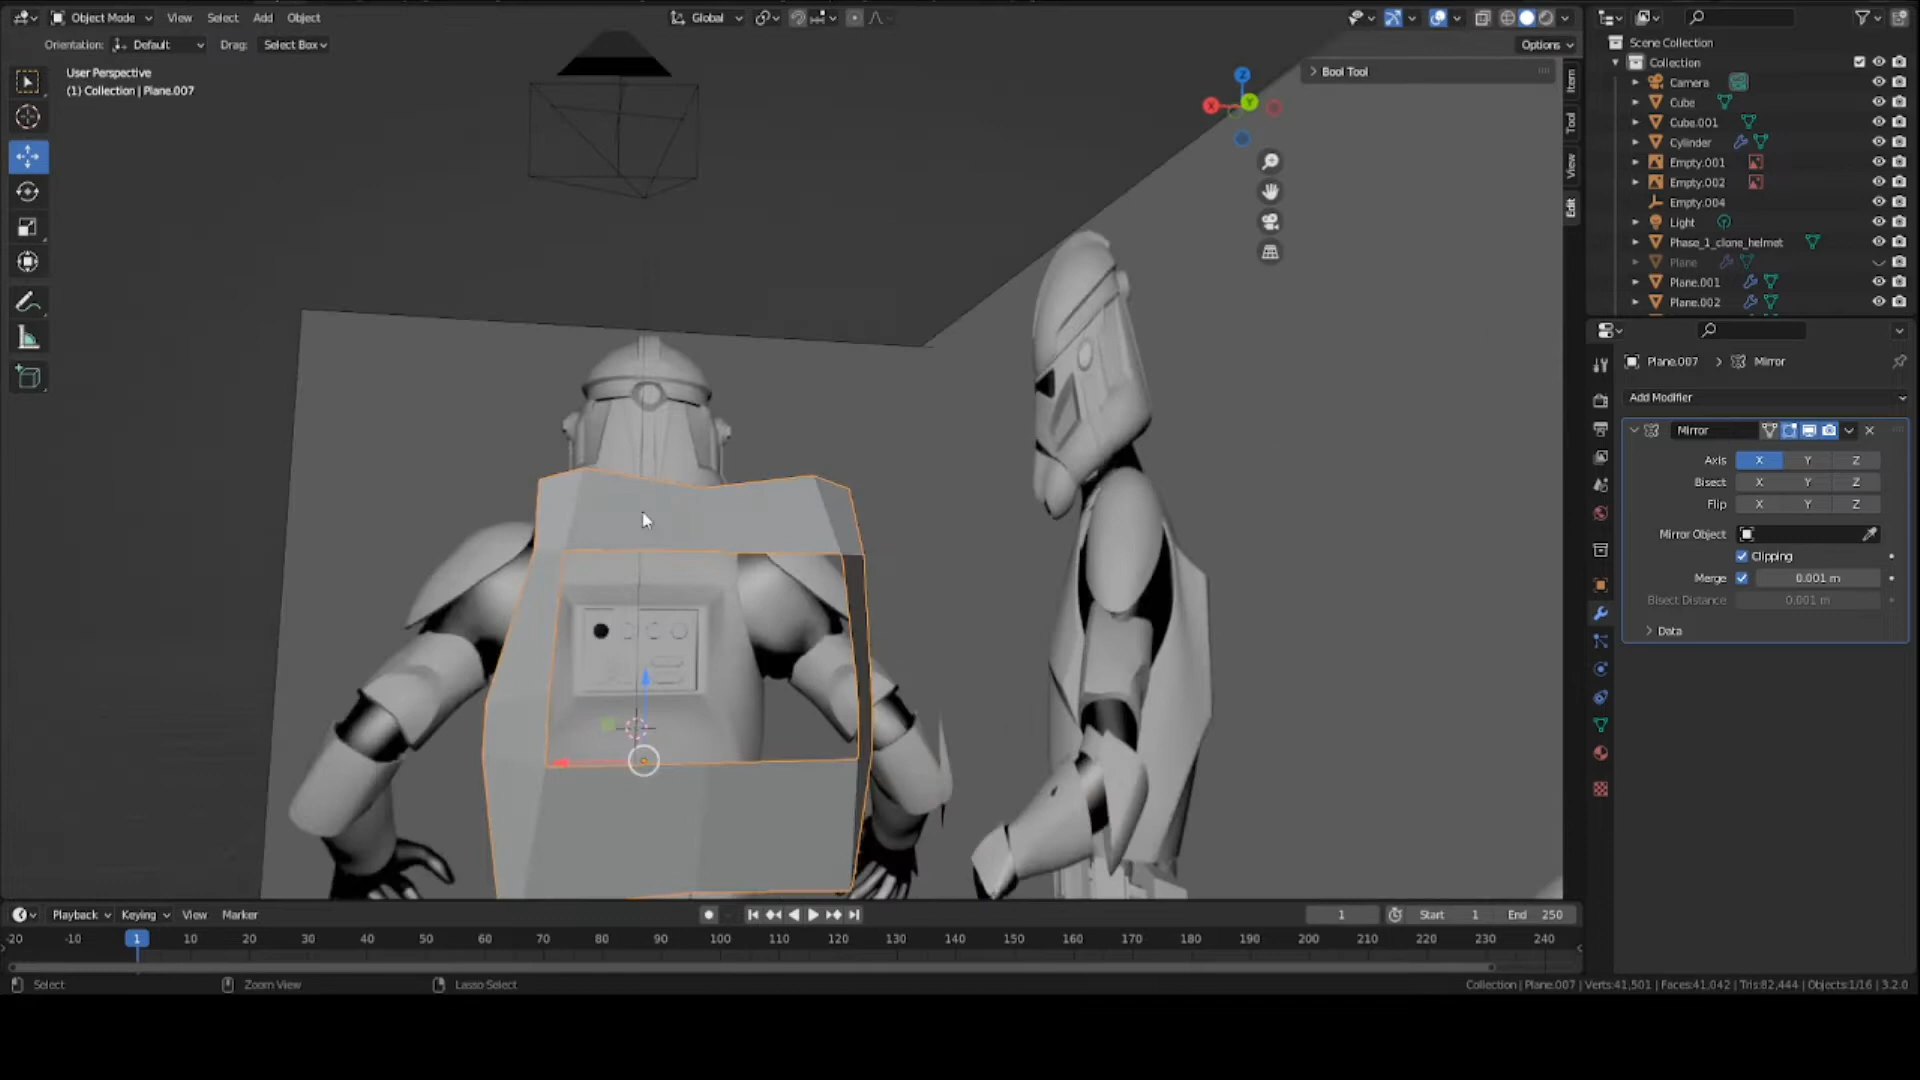 Object Mode View Select Add Object Global
Orientation: Default Drag: Select Box Options
User Perspective
(1) Collection | Plane.007
X
Y
Z
Bool Tool
Item
Tool
View
Edit
Scene Collection
Collection
Camera
Cube
Cube.001
Cylinder
Empty.001
Empty.002
Empty.004
Light
Phase_1_clone_helmet
Plane
Plane.001
Plane.002
Plane.007 > Mirror
Add Modifier
Mirror
Axis X Y Z
Bisect X Y Z
Flip X Y Z
Mirror Object
Clipping
Merge 0.001 m
Bisect Distance 0.001 m
Data
Playback Keying View Marker 1 Start 1 End 250
-20 -10 1 10 20 30 40 50 60 70 80 90 100 110 120 130 140 150 160 170 180 190 200 210 220 230 240
Select Zoom View Lasso Select Collection | Plane.007 | Verts:41,501 | Faces:41,042 | Tris:82,444 | Objects:1/16 | 3.2.0